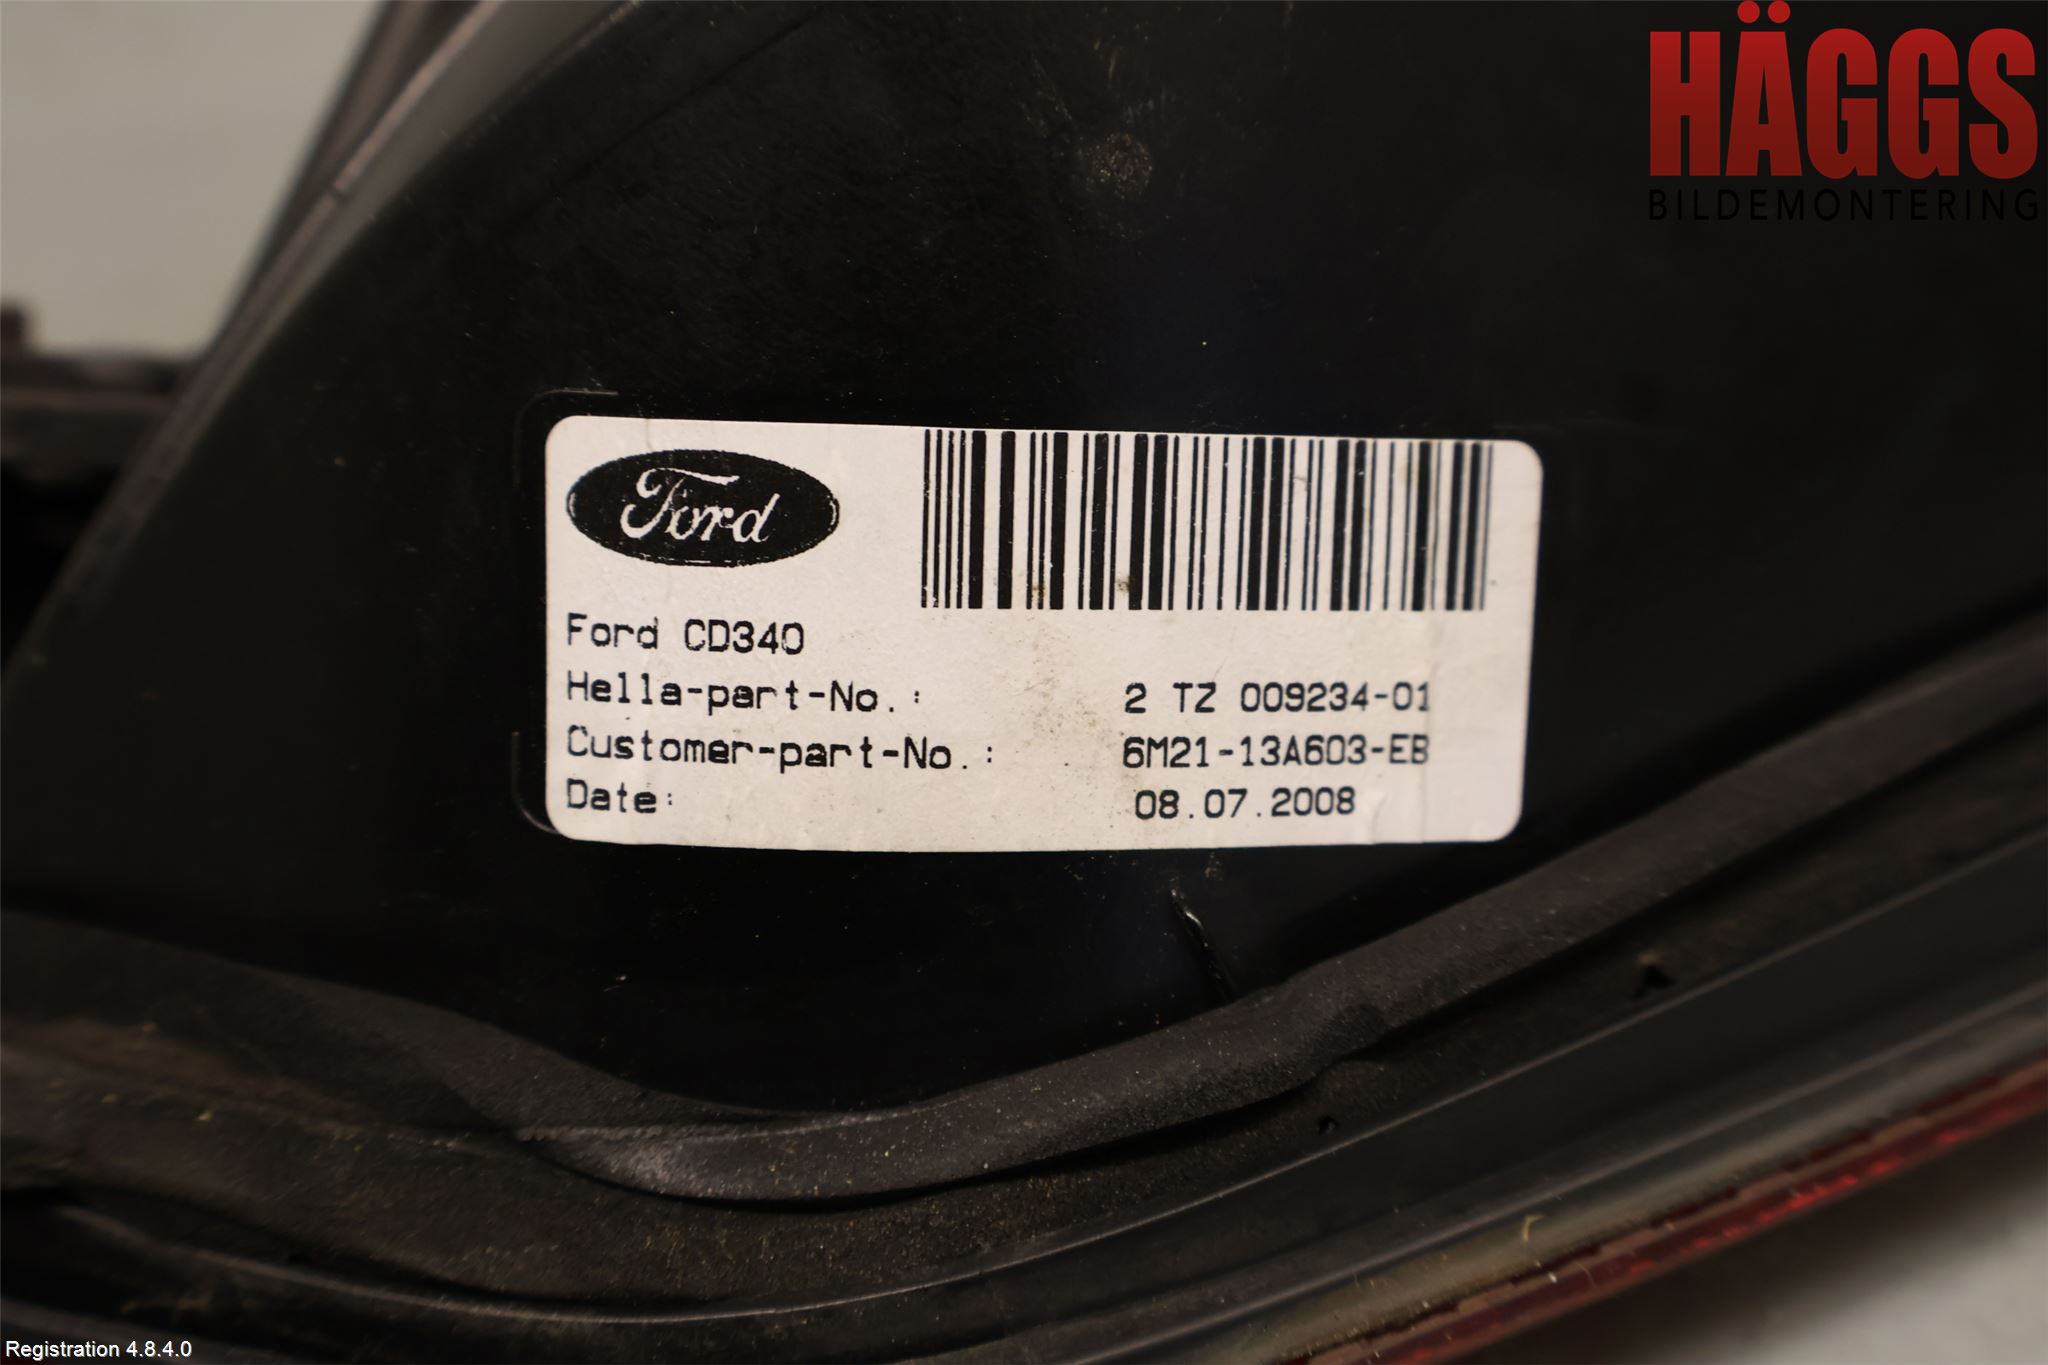 HÄGGS
BILDEMONTERING
Ford
Ford CD340
Hella-part-No.: 2 TZ 009234-01
Customer-part-No.: 6M21-13A603-EB
Date: 08.07.2008
Registration 4.8.4.0